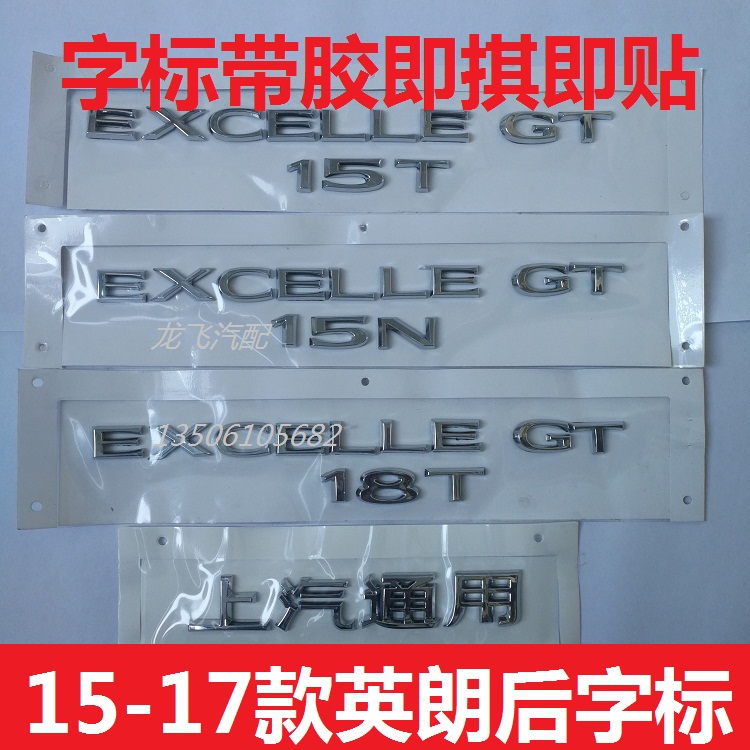 字标带胶即掑即贴
EXCELLE GT
15T
EXCELLE GT
龙飞汽配
15N
13506105682
EXCELLE GT
18T
上汽通用
15-17款英朗后字标